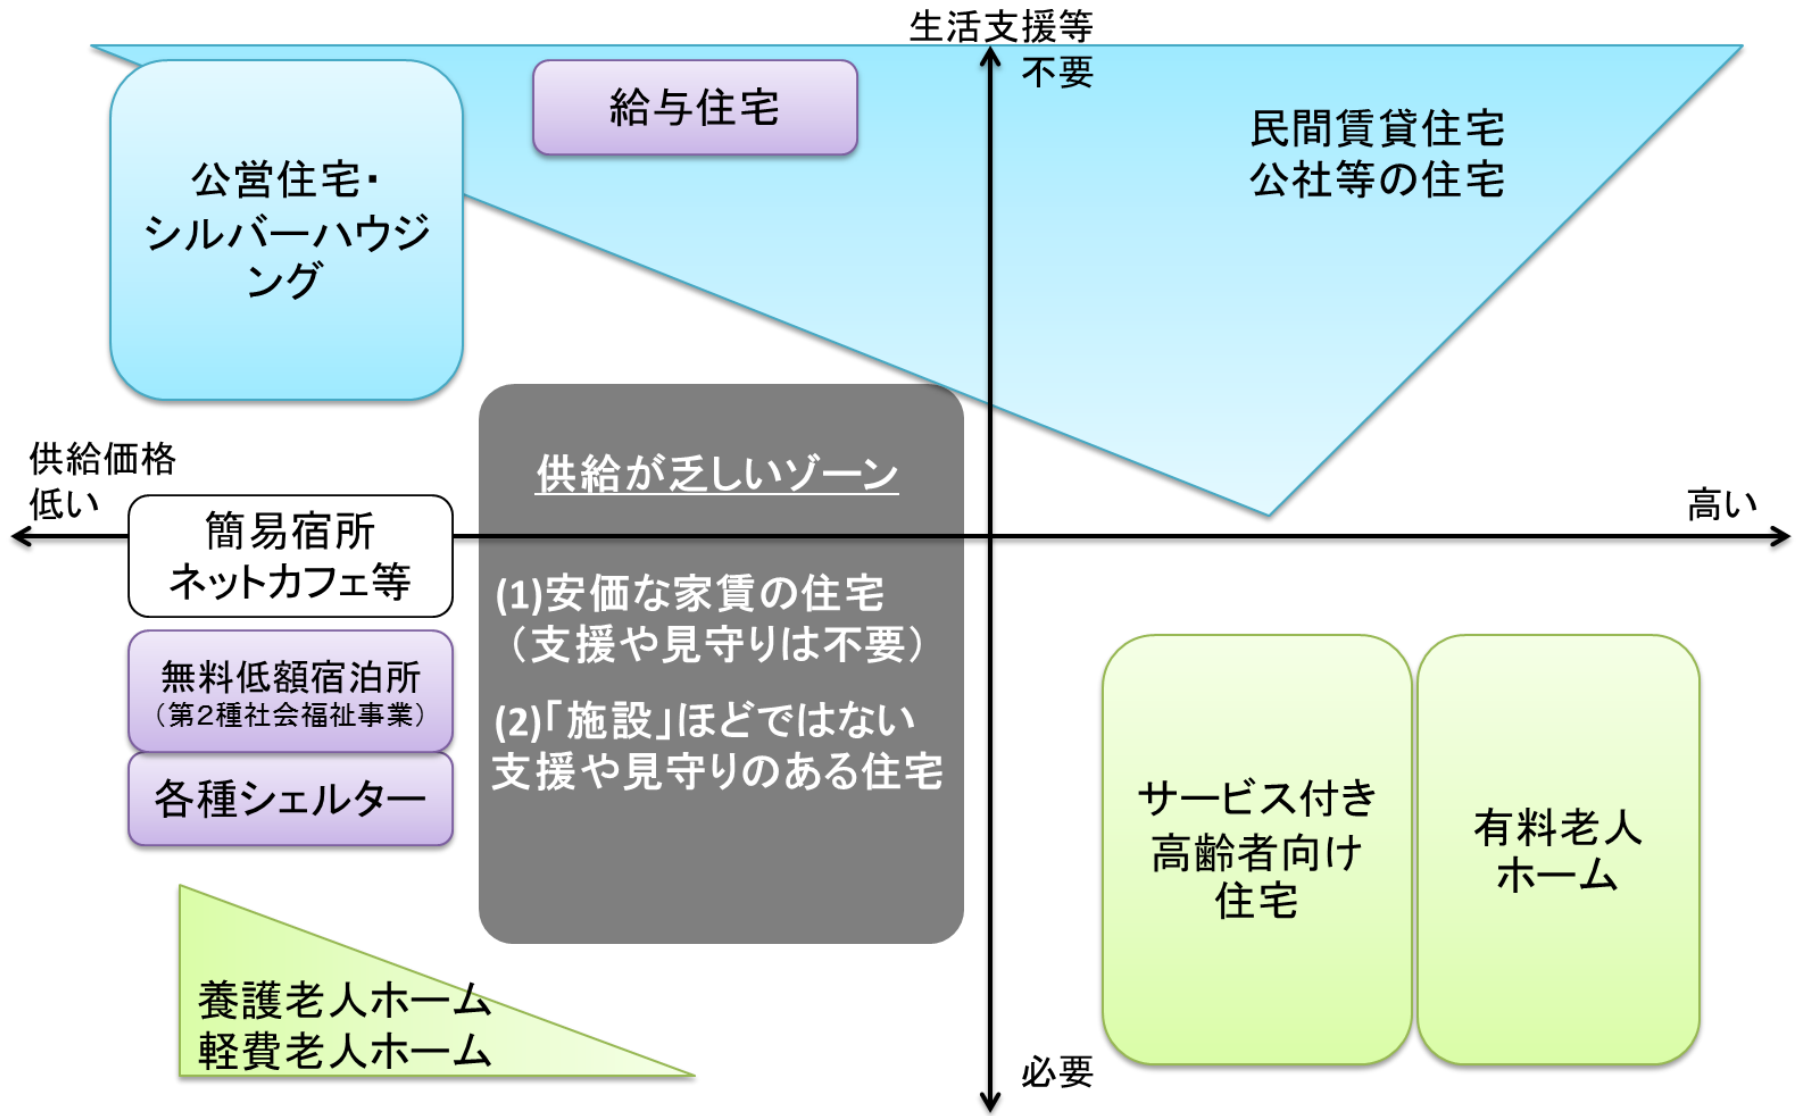 生活支援等
不要
給与住宅
民間賃貸住宅
公社等の住宅
公営住宅・
シルバーハウジ
ング
供給価格
低い
高い
簡易宿所
ネットカフェ等
無料低額宿泊所
（第２種社会福祉事業）
各種シェルター
供給が乏しいゾーン
(1)安価な家賃の住宅
（支援や見守りは不要）
(2)「施設」ほどではない
支援や見守りのある住宅
サービス付き
高齢者向け
住宅
有料老人
ホーム
養護老人ホーム
軽費老人ホーム
必要